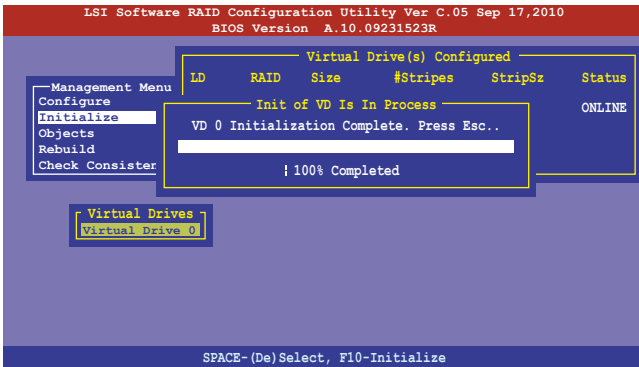 LSI Software RAID Configuration Utility Ver C.05 Sep 17,2010
BIOS Version A.10.09231523R
Virtual Drive(s) Configured
LD RAID Size #Stripes StripSz Status
ONLINE
Management Menu
Configure
Initialize
Objects
Rebuild
Check Consister
Init of VD Is In Process
VD 0 Initialization Complete. Press Esc..
100% Completed
Virtual Drives
Virtual Drive 0
SPACE-(De)Select, F10-Initialize